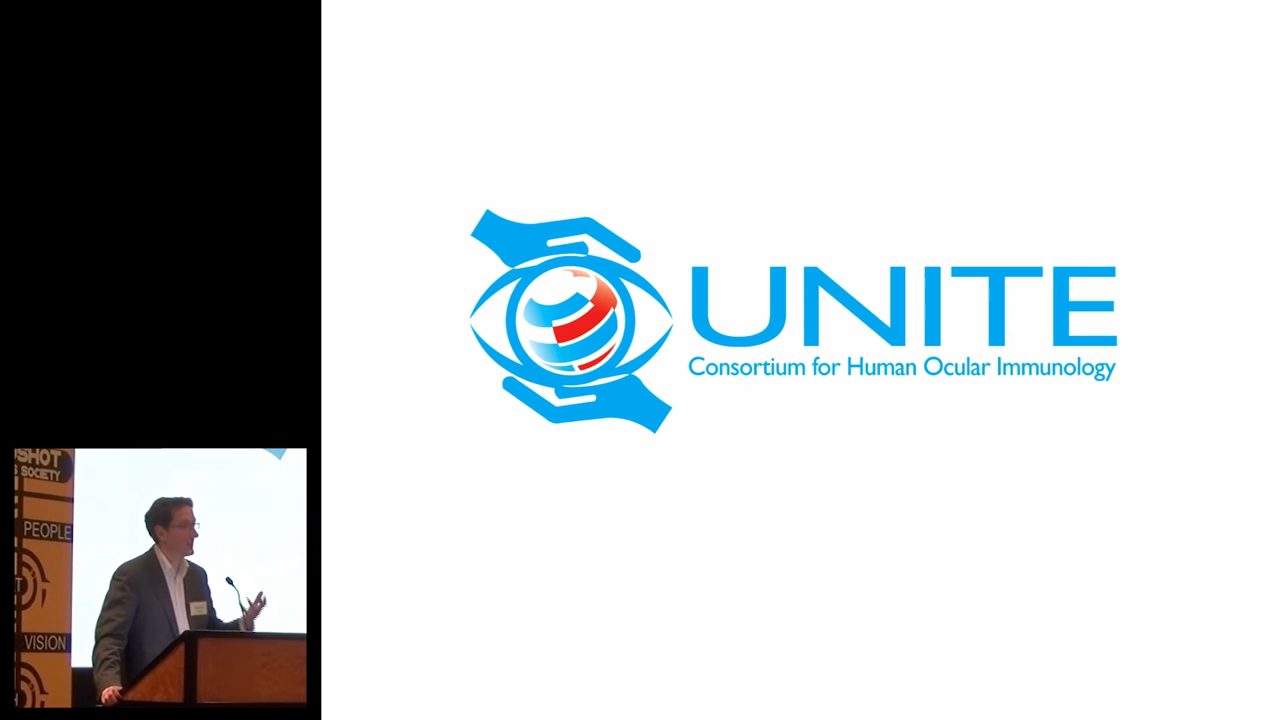 UNITE
Consortium for Human Ocular Immunology
SHOT
SOCIETY
PEOPLE
VISION